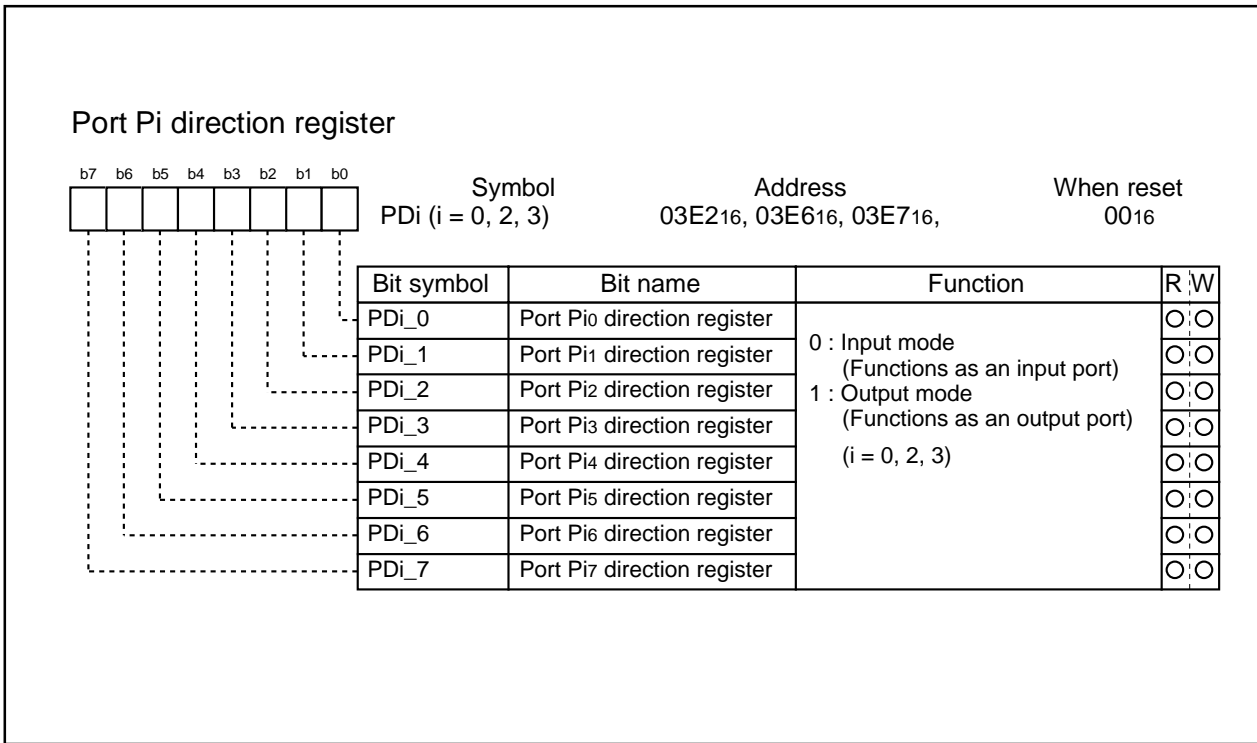 Port Pi direction register
b7 b6 b5 b4 b3 b2 b1 b0
Symbol Address When reset
PDi (i = 0, 2, 3) 03E216, 03E616, 03E716, 0016
Bit symbol Bit name Function R W
PDi_0 Port Pi0 direction register
PDi_1 Port Pi1 direction register
PDi_2 Port Pi2 direction register
PDi_3 Port Pi3 direction register
PDi_4 Port Pi4 direction register
PDi_5 Port Pi5 direction register
PDi_6 Port Pi6 direction register
PDi_7 Port Pi7 direction register
0 : Input mode
(Functions as an input port)
1 : Output mode
(Functions as an output port)
(i = 0, 2, 3)